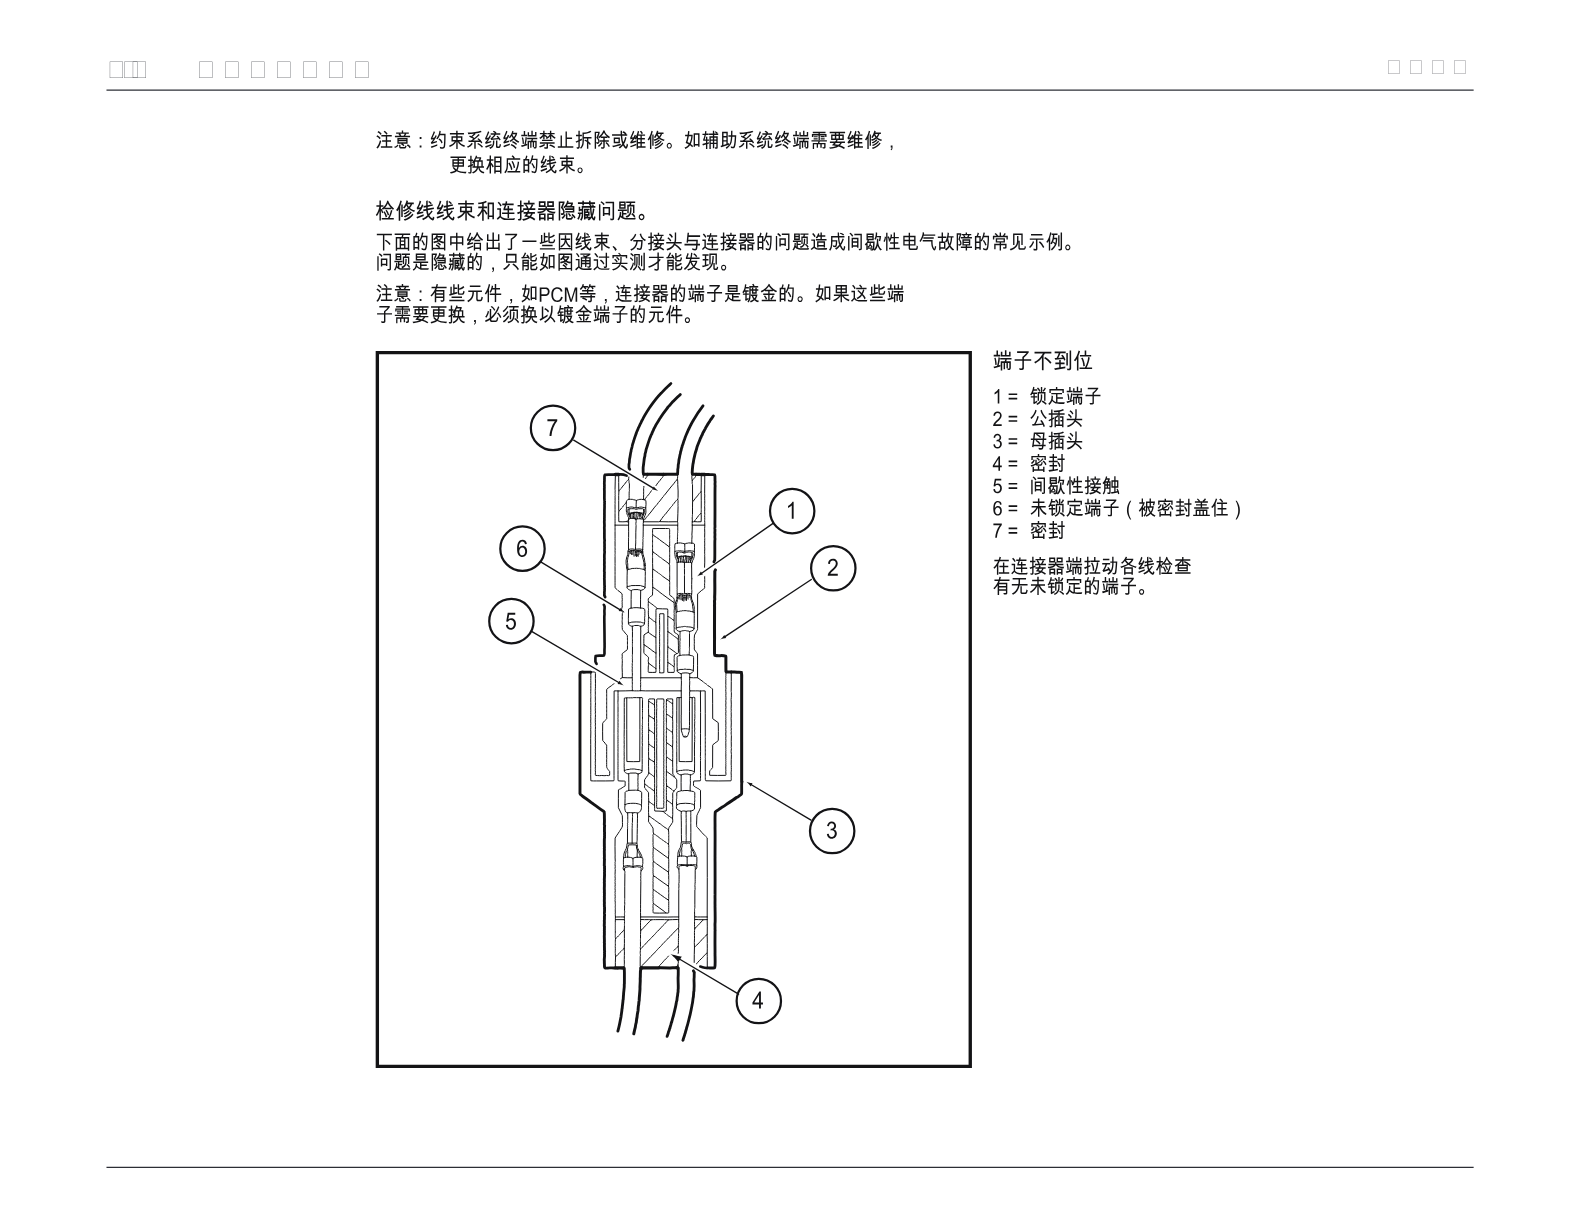 注意：约束系统终端禁止拆除或维修。如辅助系统终端需要维修，
更换相应的线束。
检修线线束和连接器隐藏问题。
下面的图中给出了一些因线束、分接头与连接器的问题造成间歇性电气故障的常见示例。
问题是隐藏的，只能如图通过实测才能发现。
注意：有些元件，如PCM等，连接器的端子是镀金的。如果这些端
子需要更换，必须换以镀金端子的元件。
端子不到位
1 = 锁定端子
2 = 公插头
3 = 母插头
4 = 密封
5 = 间歇性接触
6 = 未锁定端子（被密封盖住）
7 = 密封
在连接器端拉动各线检查
有无未锁定的端子。
7
1
6
2
5
3
4